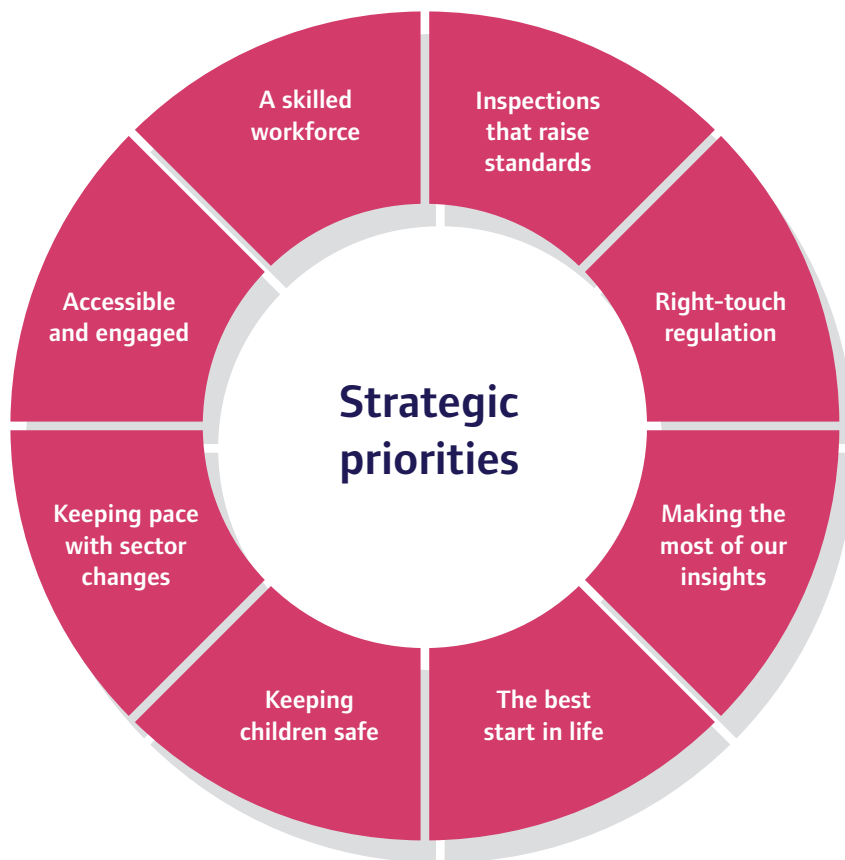 A skilled
workforce
Inspections
that raise
standards
Right-touch
regulation
Making the
most of our
insights
The best
start in life
Keeping
children safe
Keeping pace
with sector
changes
Accessible
and engaged
Strategic
priorities